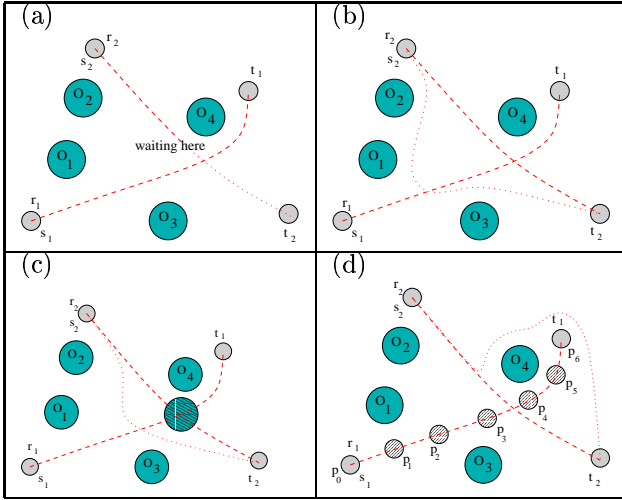 (a)
r2
s2
t1
O2
O4
waiting here
O1
r1
s1
O3
t2
(b)
r2
s2
t1
O2
O4
O1
r1
s1
O3
t2
(c)
r2
s2
t1
O2
O4
O1
r1
s1
O3
t2
(d)
r2
s2
t1
O2
p6
O4
p5
O1
p4
p3
p2
r1
p1
O3
t2
p0
s1